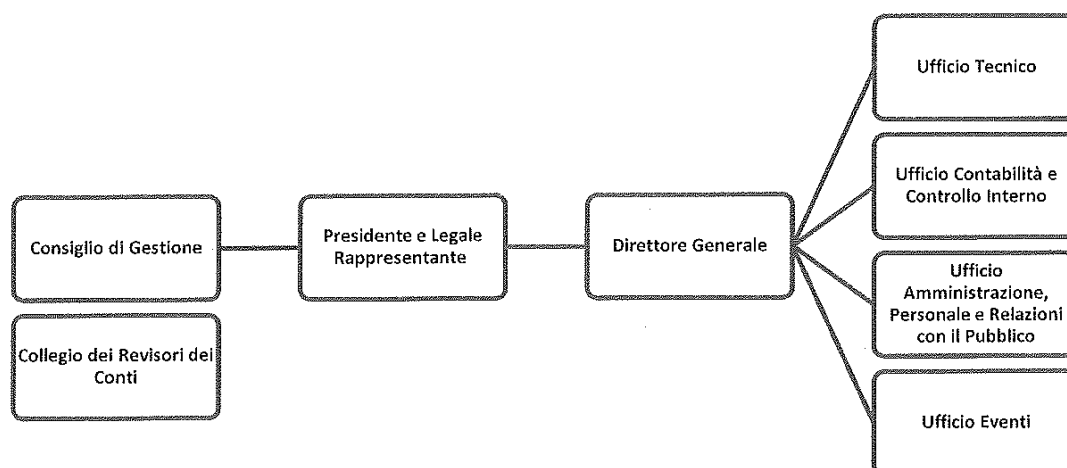 Consiglio di Gestione
Collegio dei Revisori dei
Conti
Presidente e Legale
Rappresentante
Direttore Generale
Ufficio Tecnico
Ufficio Contabilità e
Controllo Interno
Ufficio
Amministrazione,
Personale e Relazioni
con il Pubblico
Ufficio Eventi